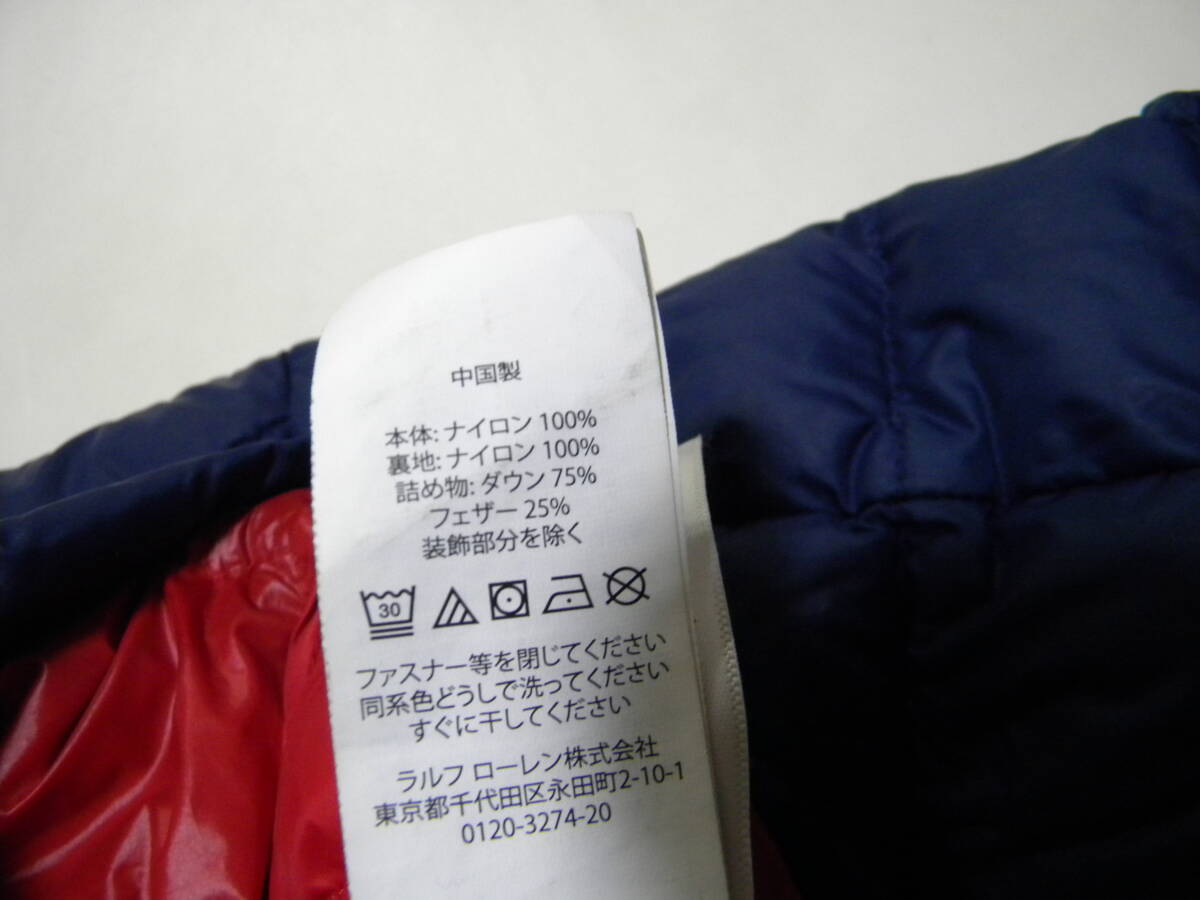 中国製
本体: ナイロン 100%
裏地: ナイロン 100%
詰め物: ダウン 75%
フェザー 25%
装飾部分を除く
30
ファスナー等を閉じてください
同系色どうしで洗ってください
すぐに干してください
ラルフ ローレン株式会社
東京都千代田区永田町2-10-1
0120-3274-20